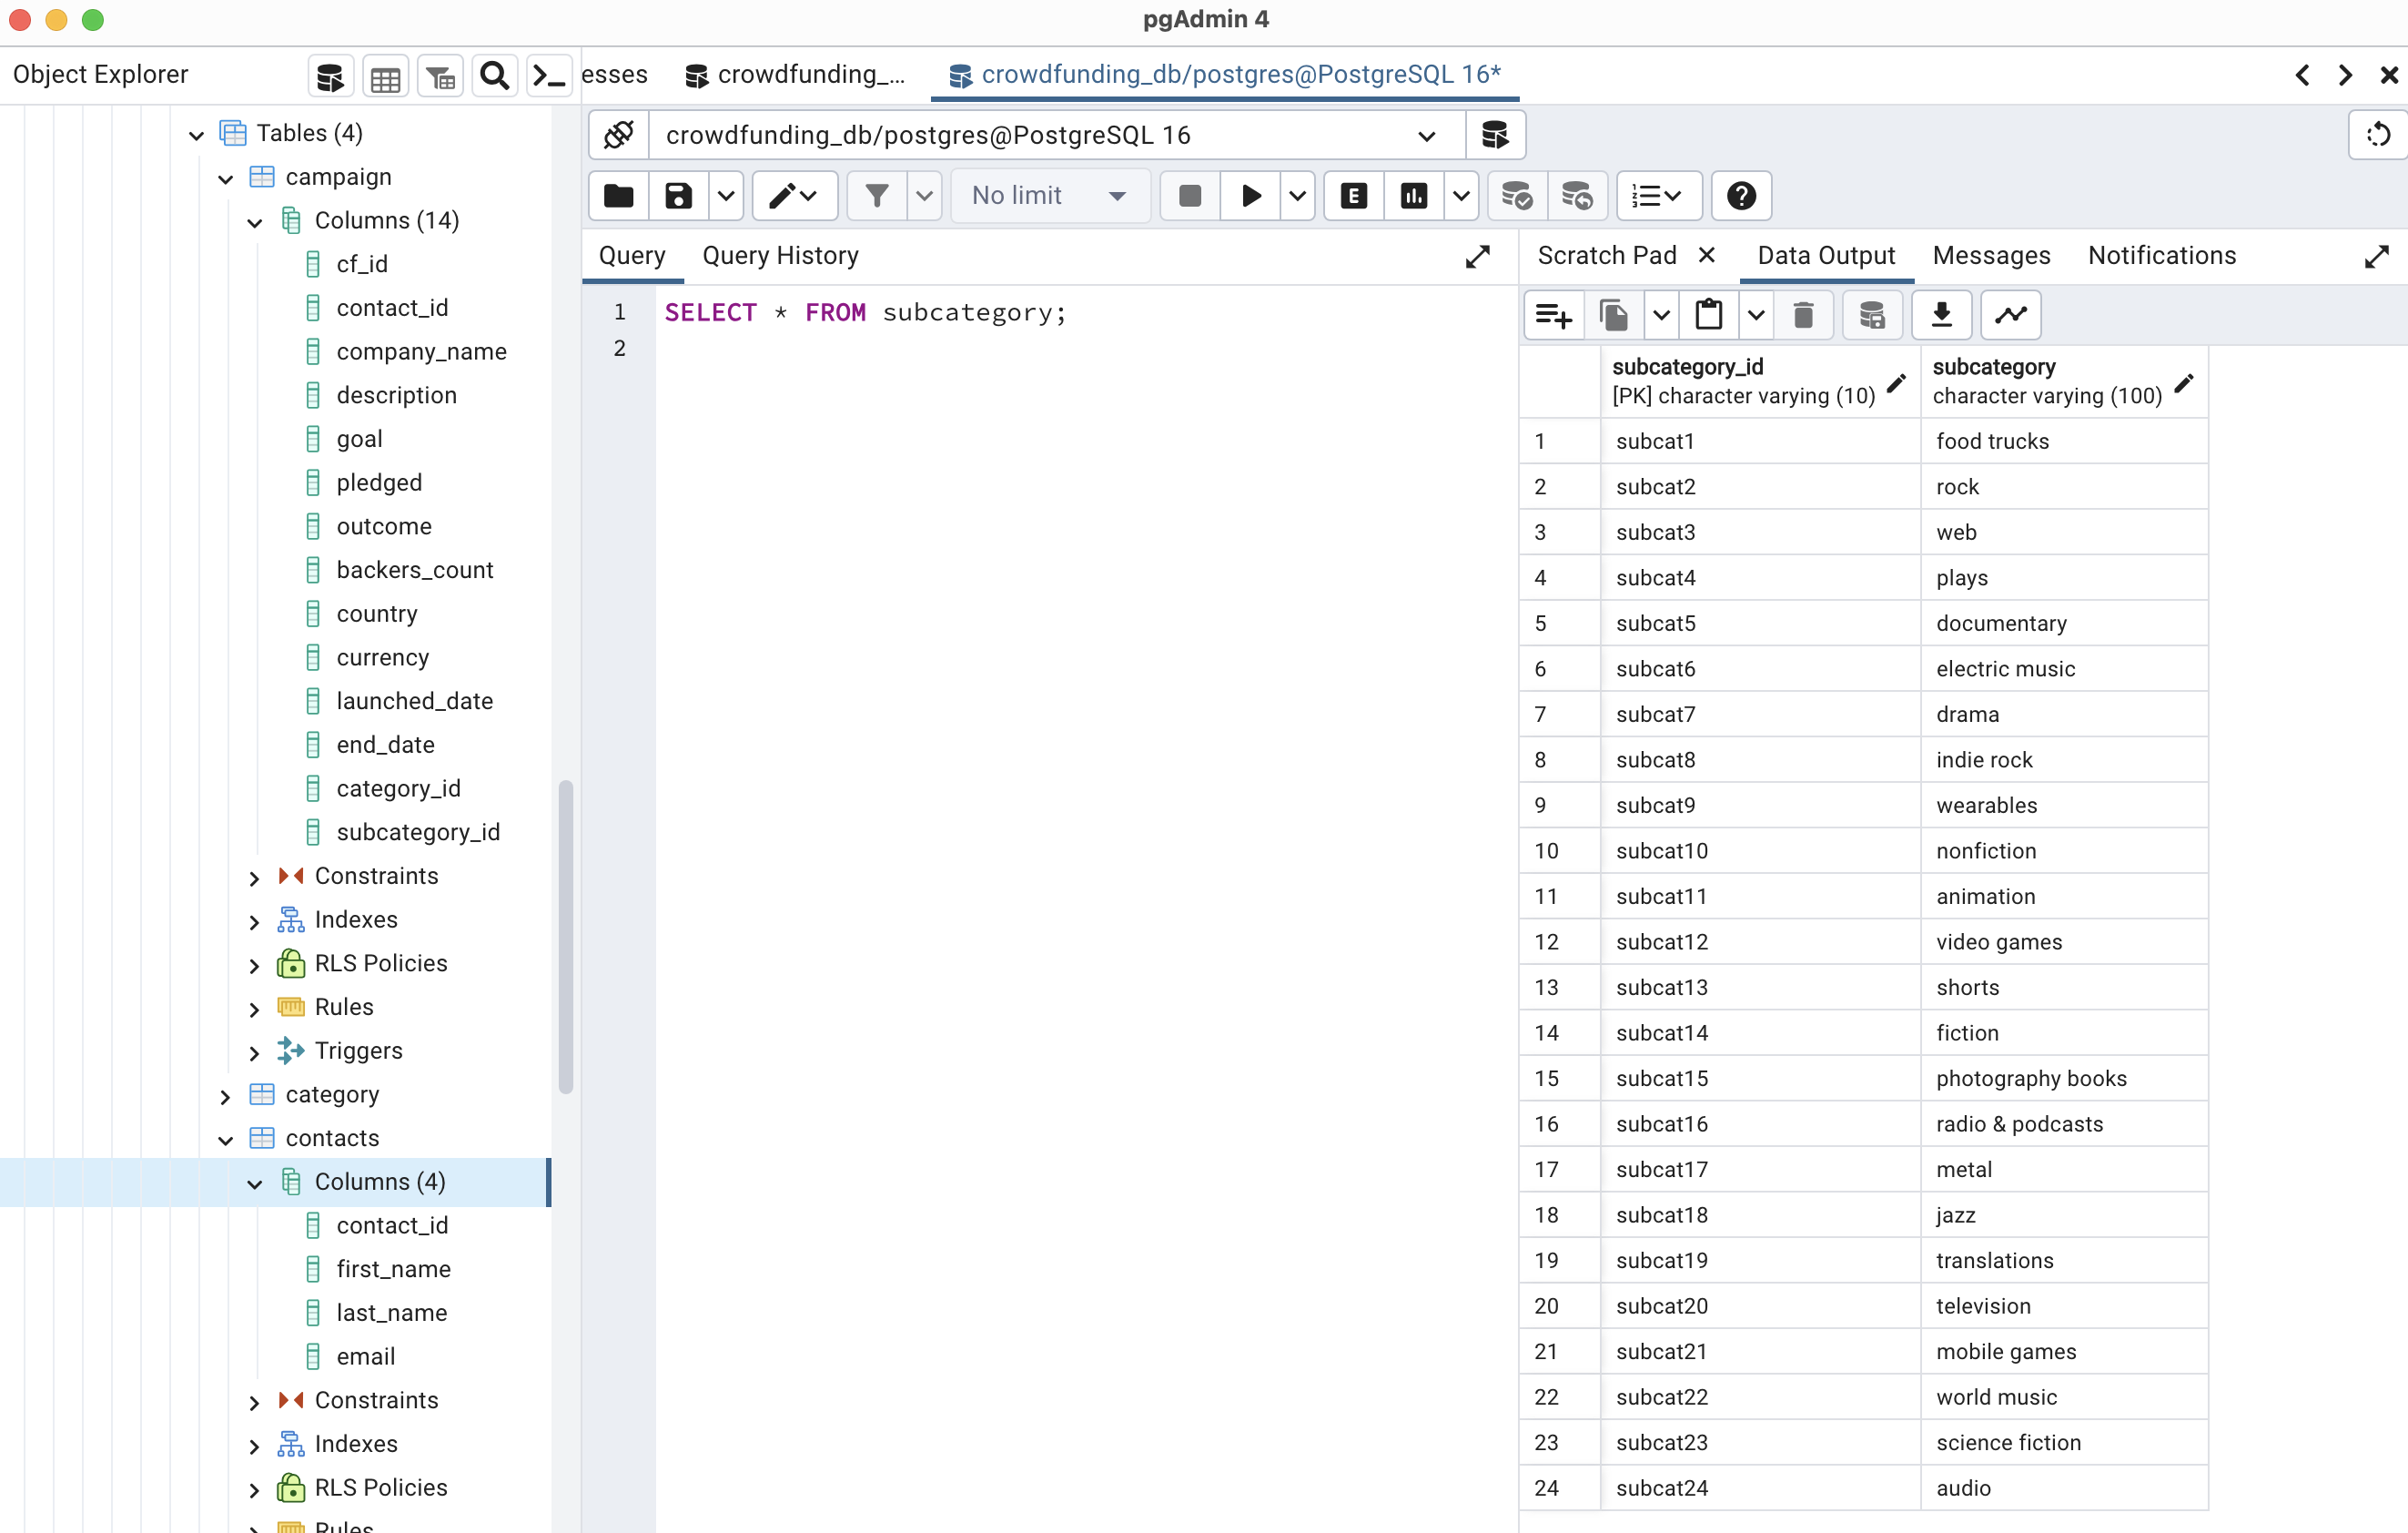 pgAdmin 4
Object Explorer
esses
crowdfunding_...
crowdfunding_db/postgres@PostgreSQL 16*
Tables (4)
campaign
Columns (14)
cf_id
contact_id
company_name
description
goal
pledged
outcome
backers_count
country
currency
launched_date
end_date
category_id
subcategory_id
Constraints
Indexes
RLS Policies
Rules
Triggers
category
contacts
Columns (4)
contact_id
first_name
last_name
email
Constraints
Indexes
RLS Policies
Rules
crowdfunding_db/postgres@PostgreSQL 16
No limit
E
Query
Query History
1 SELECT * FROM subcategory;
2
Scratch Pad
Data Output
Messages
Notifications
subcategory_id subcategory
[PK] character varying (10) character varying (100)
1 subcat1 food trucks
2 subcat2 rock
3 subcat3 web
4 subcat4 plays
5 subcat5 documentary
6 subcat6 electric music
7 subcat7 drama
8 subcat8 indie rock
9 subcat9 wearables
10 subcat10 nonfiction
11 subcat11 animation
12 subcat12 video games
13 subcat13 shorts
14 subcat14 fiction
15 subcat15 photography books
16 subcat16 radio & podcasts
17 subcat17 metal
18 subcat18 jazz
19 subcat19 translations
20 subcat20 television
21 subcat21 mobile games
22 subcat22 world music
23 subcat23 science fiction
24 subcat24 audio